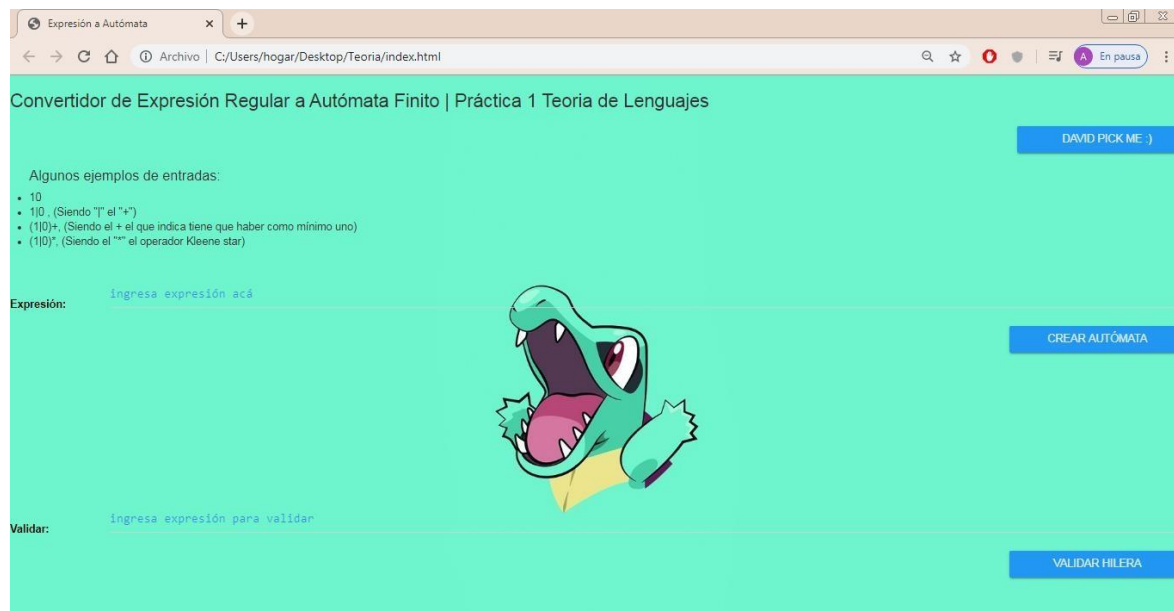 Expresión a Autómata
Archivo | C:/Users/hogar/Desktop/Teoria/index.html
A En pausa
Convertidor de Expresión Regular a Autómata Finito | Práctica 1 Teoria de Lenguajes
DAVID PICK ME :)
Algunos ejemplos de entradas:
• 10
• 1|0 , (Siendo "|" el "+")
• (1|0)+, (Siendo el + el que indica tiene que haber como mínimo uno)
• (1|0)*, (Siendo el "*" el operador Kleene star)
Expresión: ingresa expresión acá
CREAR AUTÓMATA
Validar: ingresa expresión para validar
VALIDAR HILERA